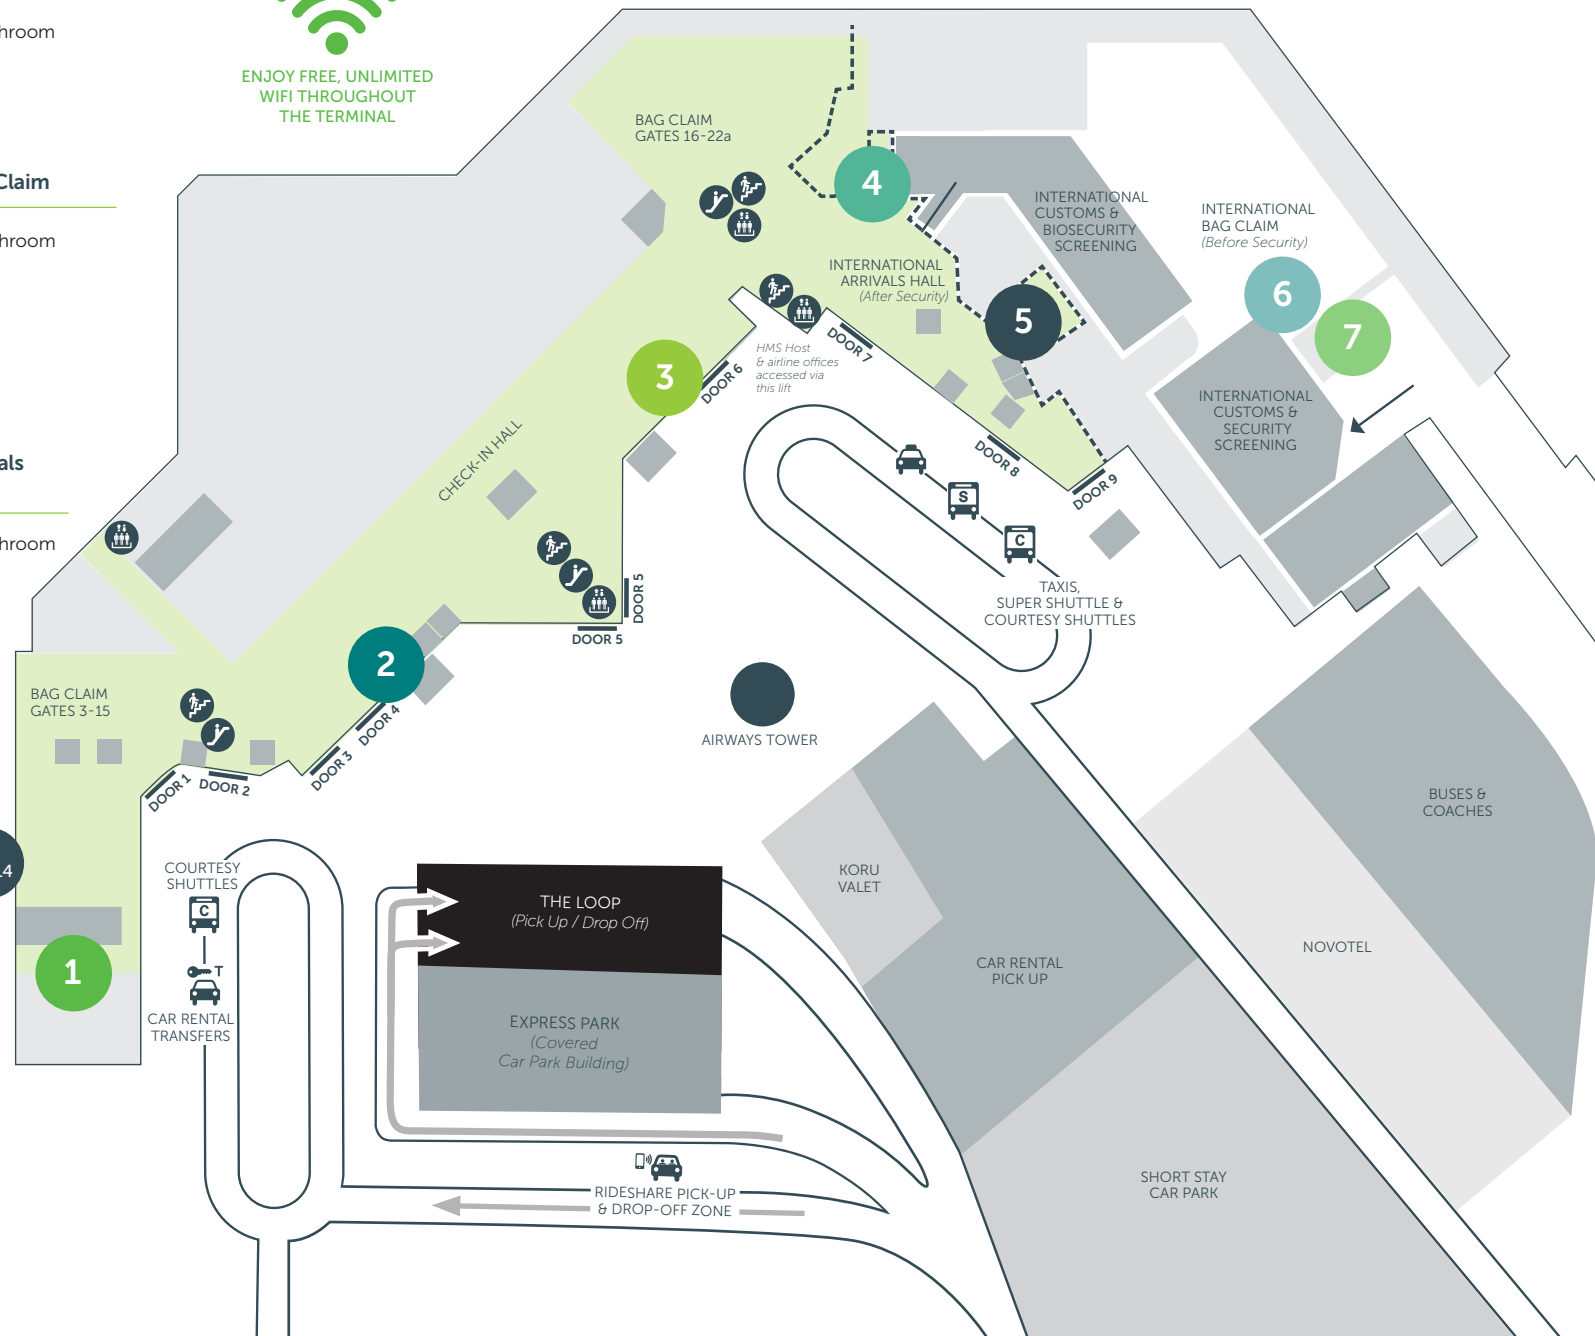 ENJOY FREE, UNLIMITED
WIFI THROUGHOUT
THE TERMINAL
Claim
BAG CLAIM
GATES 16-22a
4
INTERNATIONAL
CUSTOMS &
BIOSECURITY
SCREENING
INTERNATIONAL
BAG CLAIM
(Before Security)
6
7
INTERNATIONAL
ARRIVALS HALL
(After Security)
5
DOOR 7
HMS Host
& airline offices
accessed via
this lift
3
DOOR 6
INTERNATIONAL
CUSTOMS &
SECURITY
SCREENING
CHECK-IN HALL
DOOR 8
DOOR 9
S
C
TAXIS,
SUPER SHUTTLE &
COURTESY SHUTTLES
DOOR 5
DOOR 5
2
BAG CLAIM
GATES 3-15
DOOR 4
DOOR 3
DOOR 2
DOOR 1
AIRWAYS TOWER
BUSES &
COACHES
COURTESY
SHUTTLES
C
T
CAR RENTAL
TRANSFERS
1
THE LOOP
(Pick Up / Drop Off)
KORU
VALET
NOVOTEL
CAR RENTAL
PICK UP
EXPRESS PARK
(Covered
Car Park Building)
SHORT STAY
CAR PARK
RIDESHARE PICK-UP
& DROP-OFF ZONE